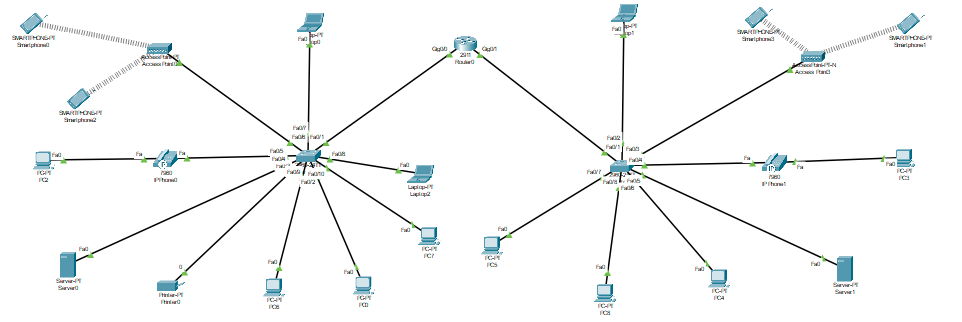 SMARTPHONE-PT
Smartphone0
Fa0
Gig0/0
Gig0/1
2911
Router0
Fa0
SMARTPHONE-PT
Smartphone3
SMARTPHONE-PT
Smartphone1
Access Point
AccessPoint-PT-N
Access Point3
SMARTPHONE-PT
Smartphone2
Fa0/7
Fa0/6
Fa0/1
Fa0/2
Fa0/1
Fa0/3
Fa0
PC-PT
PC2
Fa
Fa
7960
IP Phone0
Fa0/5
Fa0/4
Fa0/8
Fa0/9
Fa0/10
Fa0/2
Fa0
Laptop-PT
Laptop2
Fa0/4
Fa0/7
Fa0/5
Fa0/6
Fa
Fa
7960
IP Phone1
Fa0
PC-PT
PC3
Fa0
PC-PT
PC7
Fa0
PC-PT
PC5
Fa0
Server-PT
Server0
0
Printer-PT
Printer0
Fa0
PC-PT
PC6
Fa0
PC-PT
PC0
Fa0
PC-PT
Fa0
PC-PT
PC4
Fa0
Server-PT
Server1